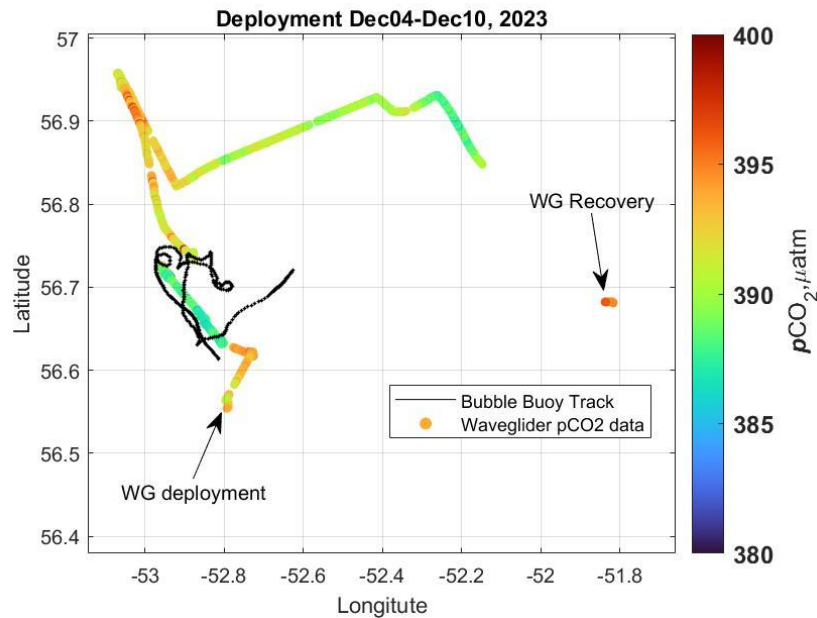 Deployment Dec04-Dec10, 2023
57
56.9
56.8
56.7
56.6
56.5
56.4
Latitude
-53
-52.8
-52.6
-52.4
-52.2
-52
-51.8
Longitute
WG Recovery
WG deployment
Bubble Buoy Track
Waveglider pCO2 data
400
395
390
385
380
pCO₂,μatm